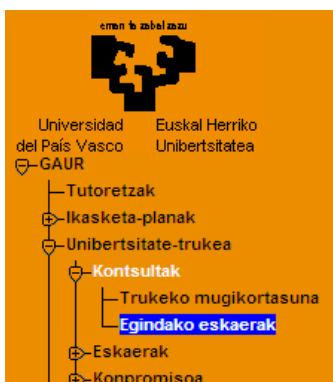 eman ta zabal zazu
Universidad Euskal Herriko
del País Vasco Unibertsitatea
GAUR
Tutoretzak
Ikasketa-planak
Unibertsitate-trukea
Kontsultak
Trukeko mugikortasuna
Egindako eskaerak
Eskaerak
Konpromisoa